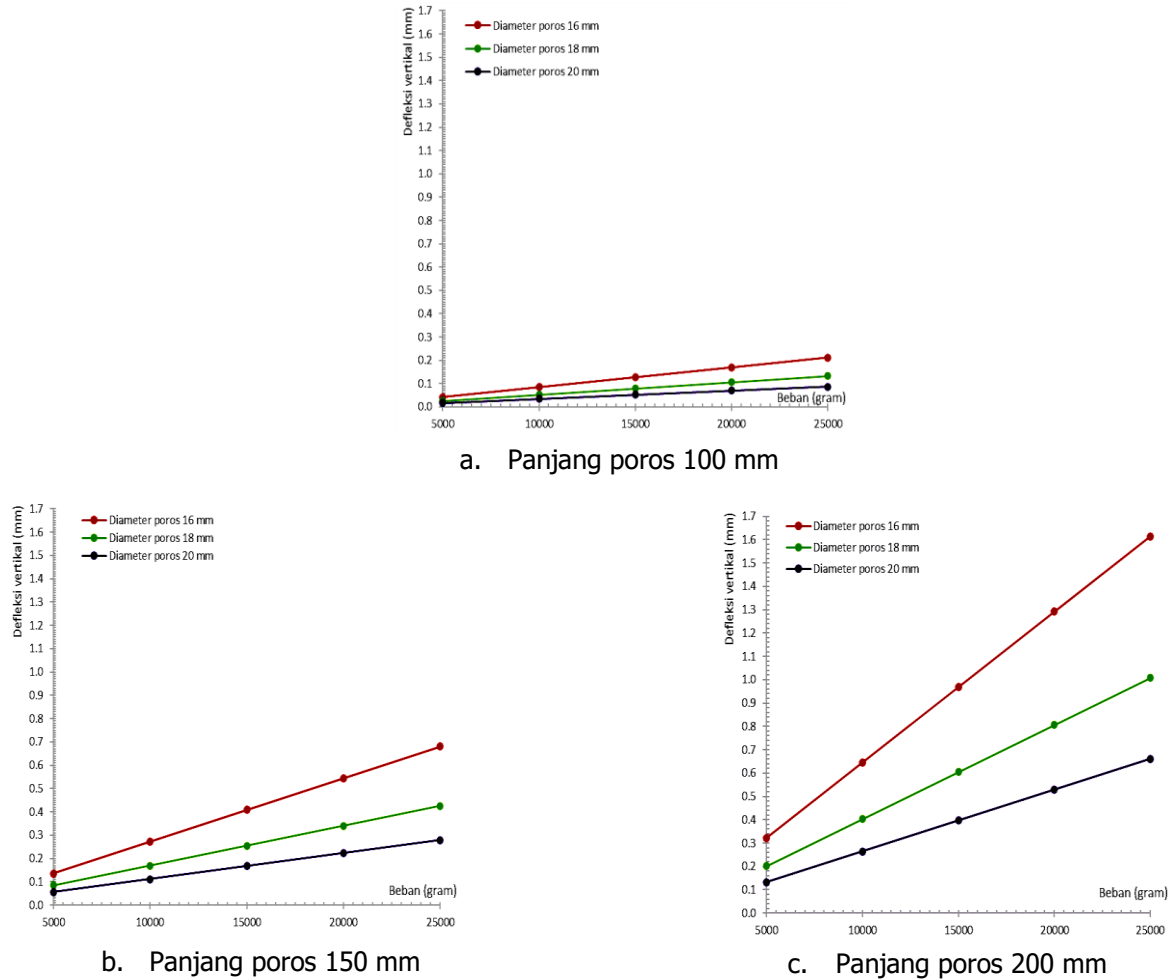 Defleksi vertikal (mm)
1.7
1.6
1.5
1.4
1.3
1.2
1.1
1.0
0.9
0.8
0.7
0.6
0.5
0.4
0.3
0.2
0.1
0.0
Diameter poros 16 mm
Diameter poros 18 mm
Diameter poros 20 mm
Beban (gram)
5000 10000 15000 20000 25000
a. Panjang poros 100 mm
Defleksi vertikal (mm)
1.7
1.6
1.5
1.4
1.3
1.2
1.1
1.0
0.9
0.8
0.7
0.6
0.5
0.4
0.3
0.2
0.1
0.0
Diameter poros 16 mm
Diameter poros 18 mm
Diameter poros 20 mm
Beban (gram)
5000 10000 15000 20000 25000
b. Panjang poros 150 mm
Defleksi vertikal (mm)
1.7
1.6
1.5
1.4
1.3
1.2
1.1
1.0
0.9
0.8
0.7
0.6
0.5
0.4
0.3
0.2
0.1
0.0
Diameter poros 16 mm
Diameter poros 18 mm
Diameter poros 20 mm
Beban (gram)
5000 10000 15000 20000 25000
c. Panjang poros 200 mm